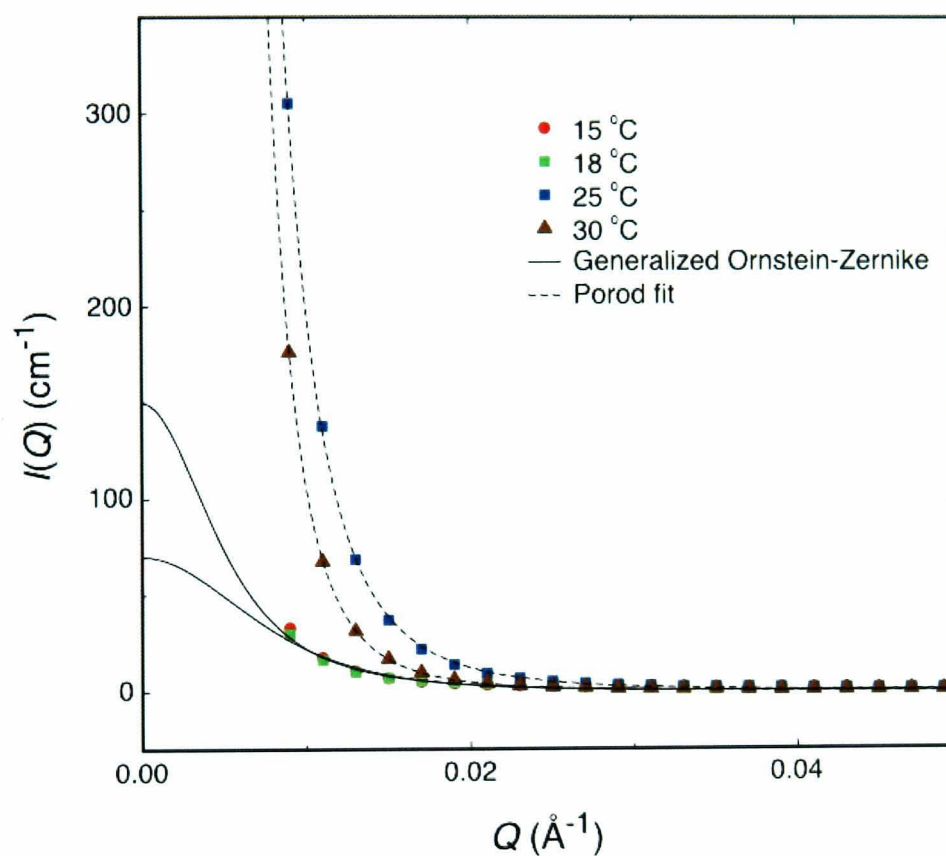 300
200
100
0
I(Q) (cm⁻¹)
15 °C
18 °C
25 °C
30 °C
Generalized Ornstein-Zernike
Porod fit
0.00
0.02
0.04
Q (Å⁻¹)